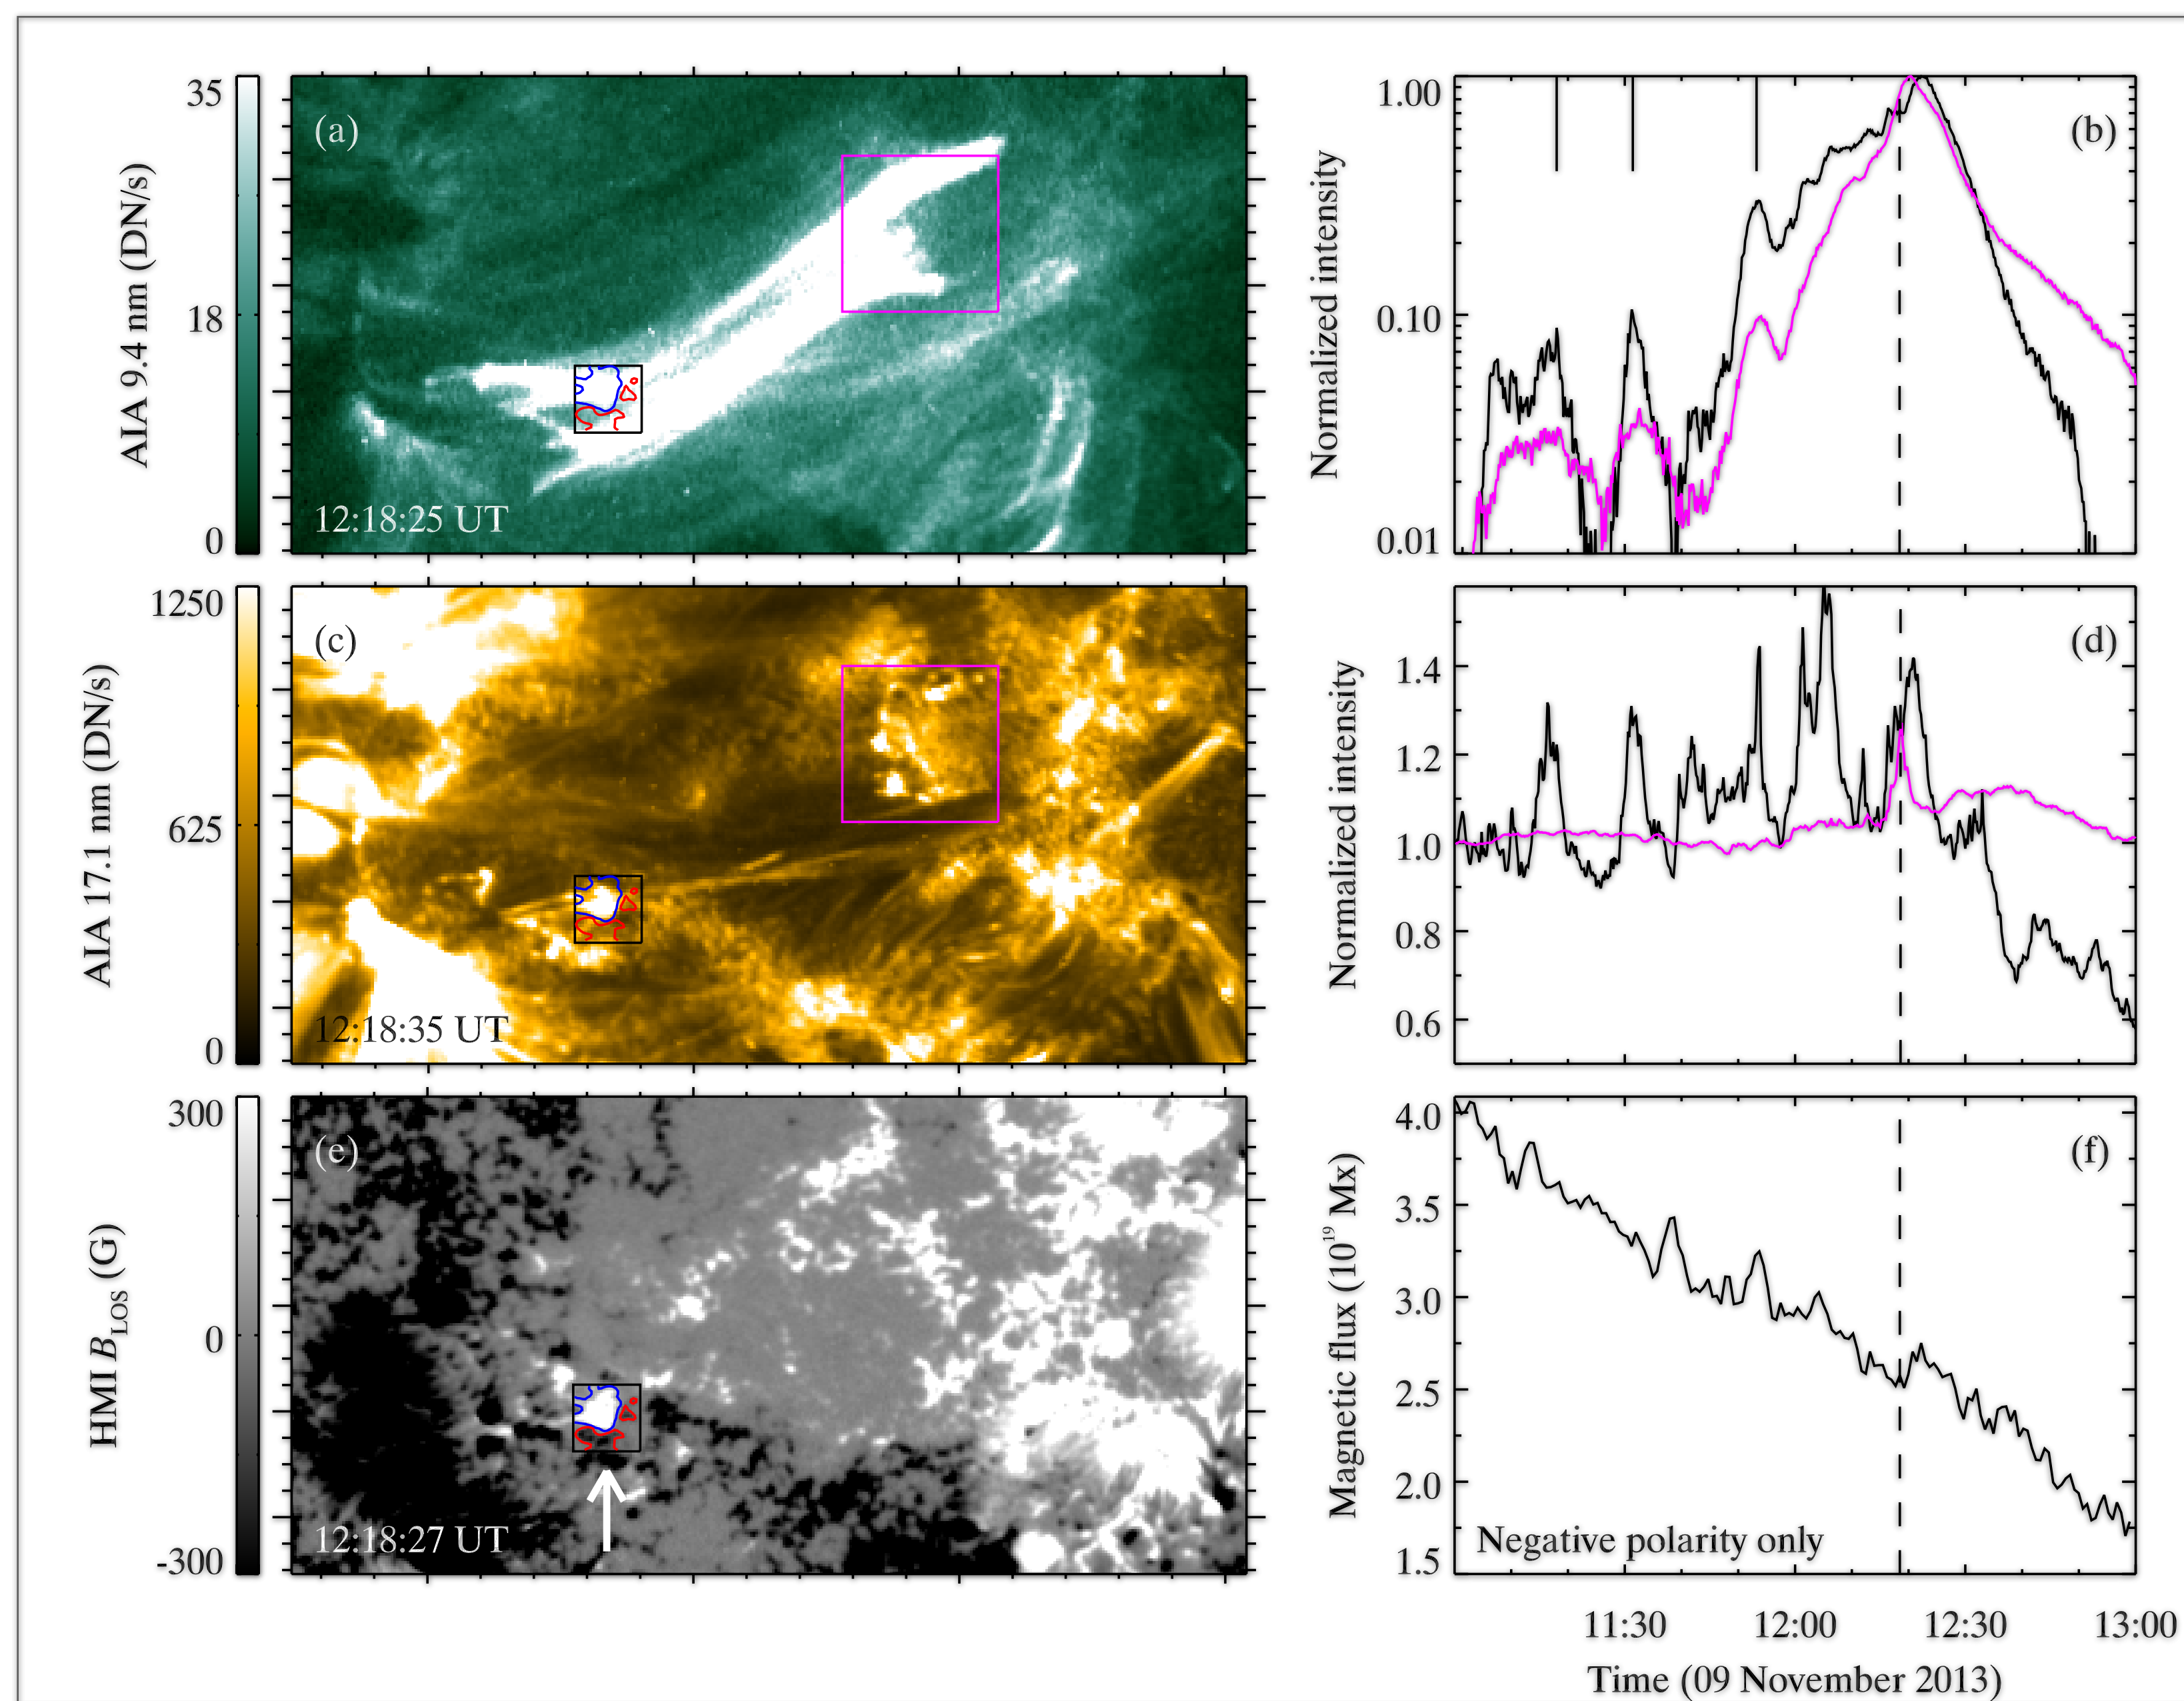 35
18
0
AIA 9.4 nm (DN/s)
(a)
12:18:25 UT
1.00
0.10
0.01
Normalized intensity
(b)
1250
625
0
AIA 17.1 nm (DN/s)
(c)
12:18:35 UT
1.4
1.2
1.0
0.8
0.6
Normalized intensity
(d)
300
0
-300
HMI B_LOS (G)
(e)
12:18:27 UT
4.0
3.5
3.0
2.5
2.0
1.5
Magnetic flux (10¹⁹ Mx)
(f)
Negative polarity only
11:30 12:00 12:30 13:00
Time (09 November 2013)